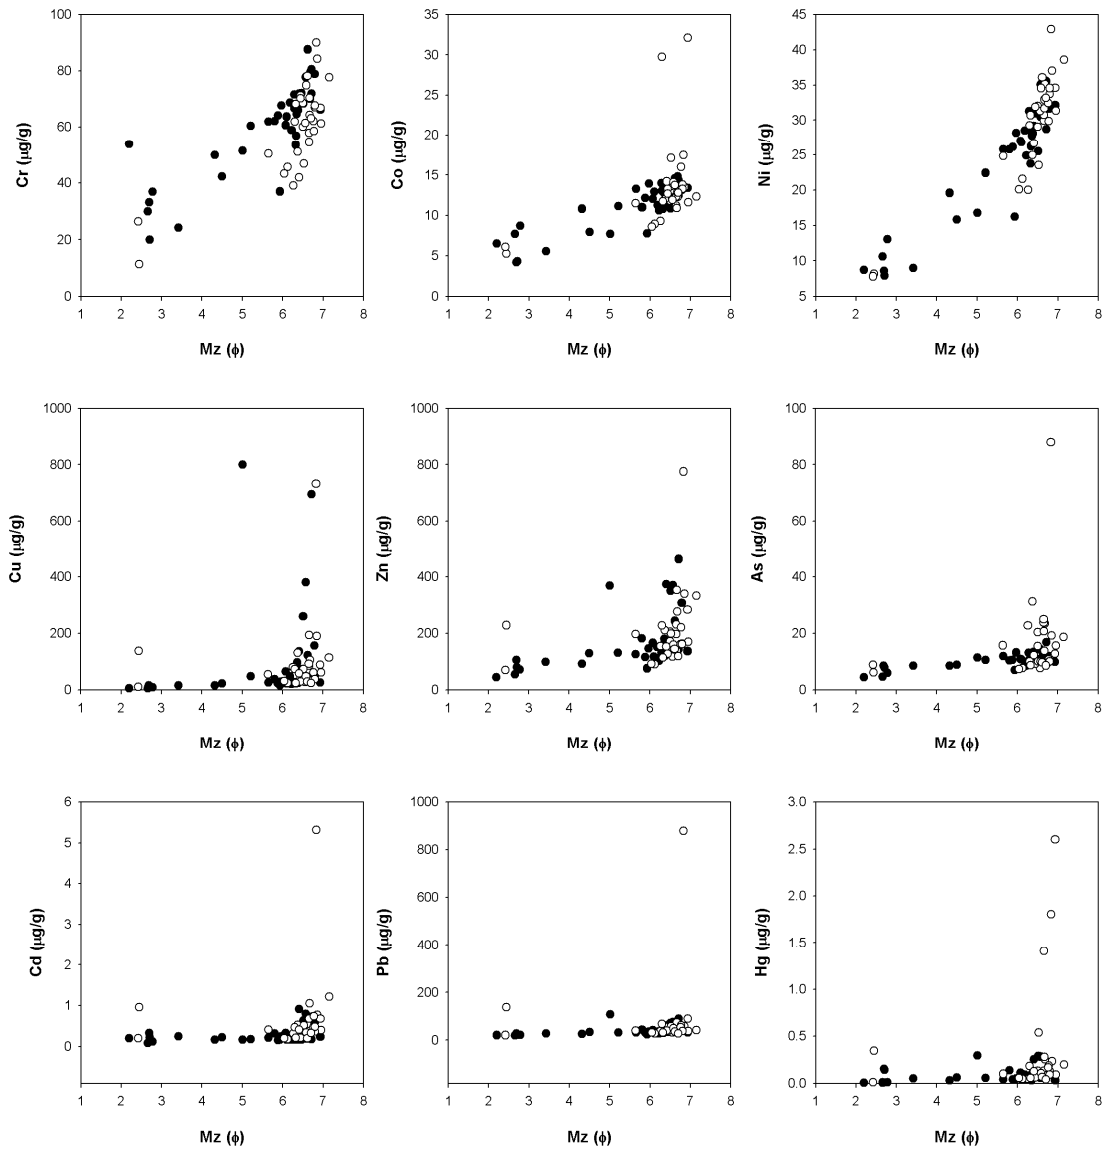 100
80
60
40
20
0
Cr (µg/g)
1 2 3 4 5 6 7 8
Mz (ϕ)
35
30
25
20
15
10
5
0
Co (µg/g)
1 2 3 4 5 6 7 8
Mz (ϕ)
45
40
35
30
25
20
15
10
5
Ni (µg/g)
1 2 3 4 5 6 7 8
Mz (ϕ)
1000
800
600
400
200
0
Cu (µg/g)
1 2 3 4 5 6 7 8
Mz (ϕ)
1000
800
600
400
200
0
Zn (µg/g)
1 2 3 4 5 6 7 8
Mz (ϕ)
100
80
60
40
20
0
As (µg/g)
1 2 3 4 5 6 7 8
Mz (ϕ)
6
5
4
3
2
1
0
Cd (µg/g)
1 2 3 4 5 6 7 8
Mz (ϕ)
1000
800
600
400
200
0
Pb (µg/g)
1 2 3 4 5 6 7 8
Mz (ϕ)
3.0
2.5
2.0
1.5
1.0
0.5
0.0
Hg (µg/g)
1 2 3 4 5 6 7 8
Mz (ϕ)